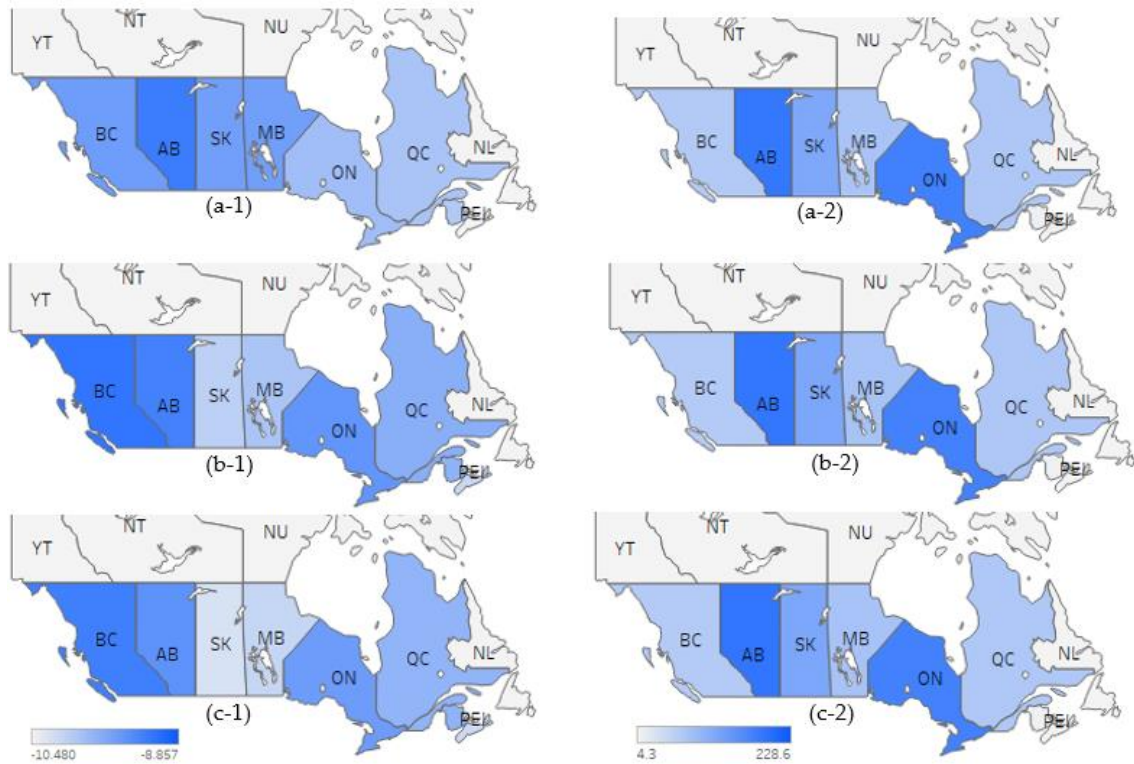 YT
NT
NU
BC
AB
SK
MB
ON
QC
NL
PEI
(a-1)
YT
NT
NU
BC
AB
SK
MB
ON
QC
NL
PEI
(a-2)
YT
NT
NU
BC
AB
SK
MB
ON
QC
NL
PEI
(b-1)
YT
NT
NU
BC
AB
SK
MB
ON
QC
NL
PEI
(b-2)
YT
NT
NU
BC
AB
SK
MB
ON
QC
NL
PEI
(c-1)
-10.480
-8.857
YT
NT
NU
BC
AB
SK
MB
ON
QC
NL
PEI
(c-2)
4.3
228.6